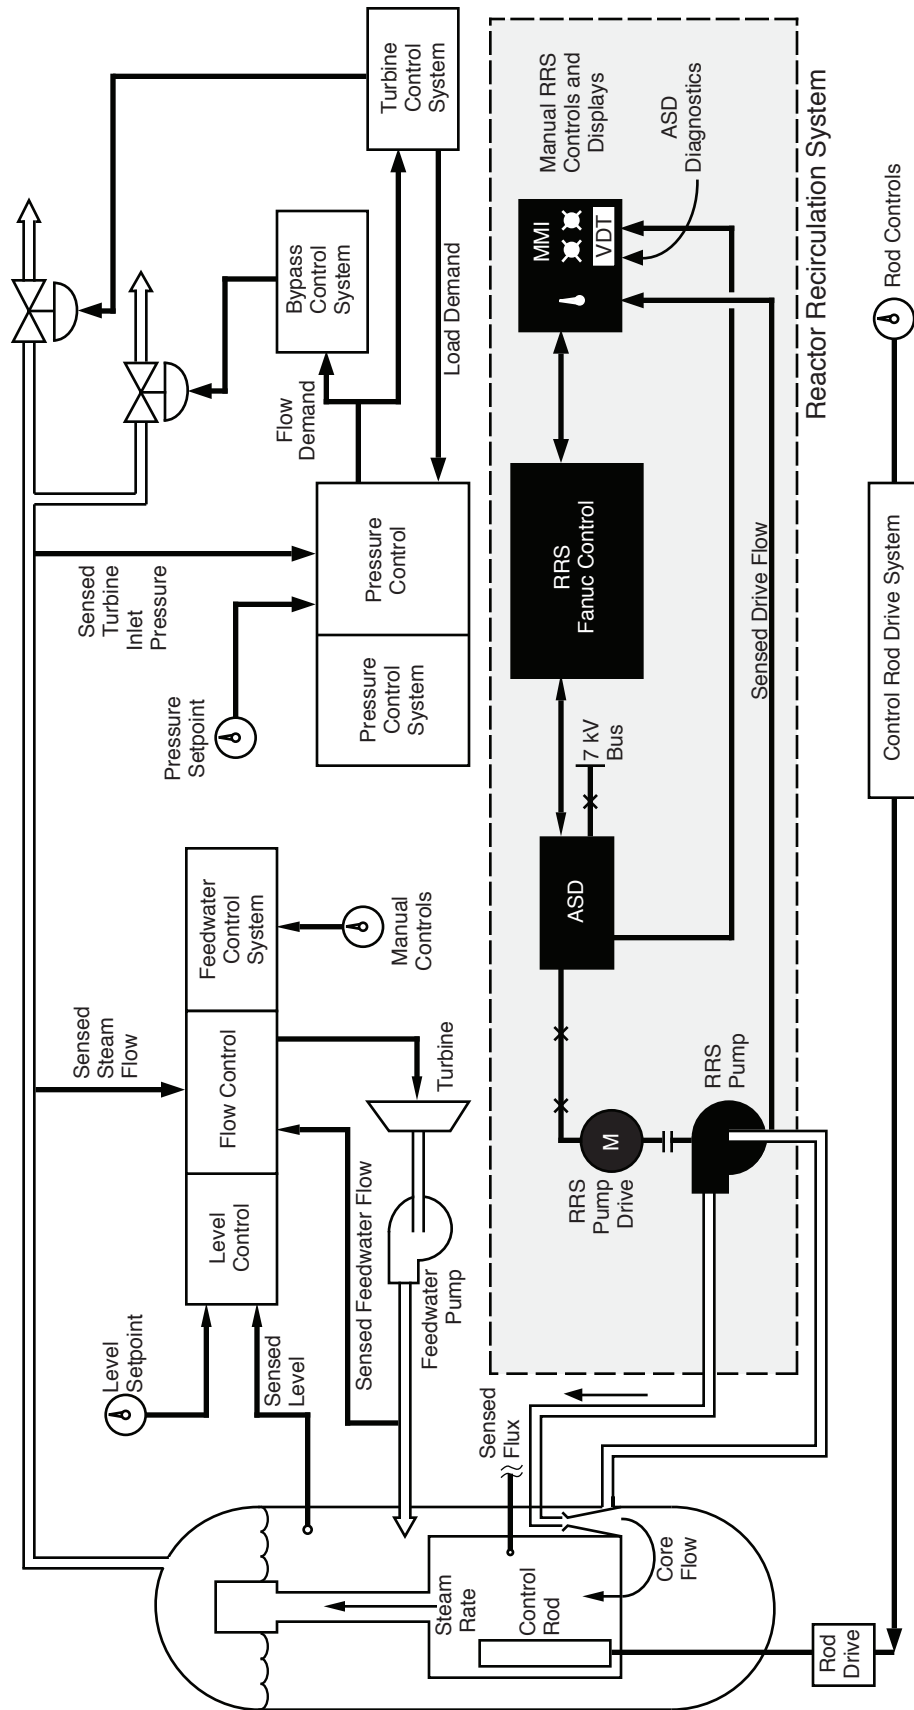 Turbine
Control
System
Bypass
Control
System
Flow
Demand
Load Demand
Sensed
Turbine
Inlet
Pressure
Pressure
Setpoint
Pressure
Control
System
Pressure
Control
Sensed
Steam
Flow
Level
Setpoint
Sensed
Level
Level
Control
Flow Control
Feedwater
Control
System
Manual
Controls
Turbine
Sensed Feedwater Flow
Feedwater
Pump
Steam
Rate
Control
Rod
Sensed
Flux
Core
Flow
Rod
Drive
Control Rod Drive System
Rod Controls
Reactor Recirculation System
Manual RRS
Controls and
Displays
ASD
Diagnostics
MMI
VDT
RRS
Fanuc Control
7 kV
Bus
ASD
Sensed Drive Flow
RRS
Pump
Drive
M
RRS
Pump